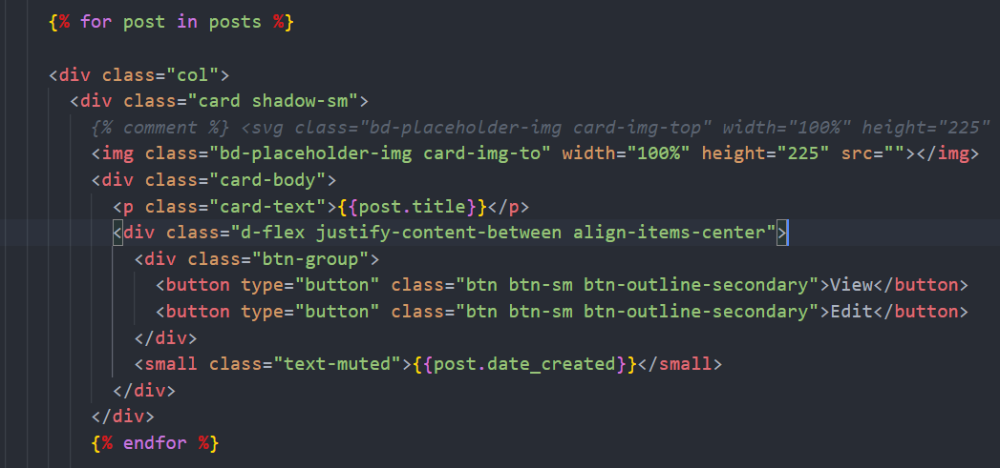 {% for post in posts %}
<div class="col">
<div class="card shadow-sm">
{% comment %} <svg class="bd-placeholder-img card-img-top" width="100%" height="225"
<img class="bd-placeholder-img card-img-to" width="100%" height="225" src=""></img>
<div class="card-body">
<p class="card-text">{{post.title}}</p>
<div class="d-flex justify-content-between align-items-center">
<div class="btn-group">
<button type="button" class="btn btn-sm btn-outline-secondary">View</button>
<button type="button" class="btn btn-sm btn-outline-secondary">Edit</button>
</div>
<small class="text-muted">{{post.date_created}}</small>
</div>
</div>
{% endfor %}